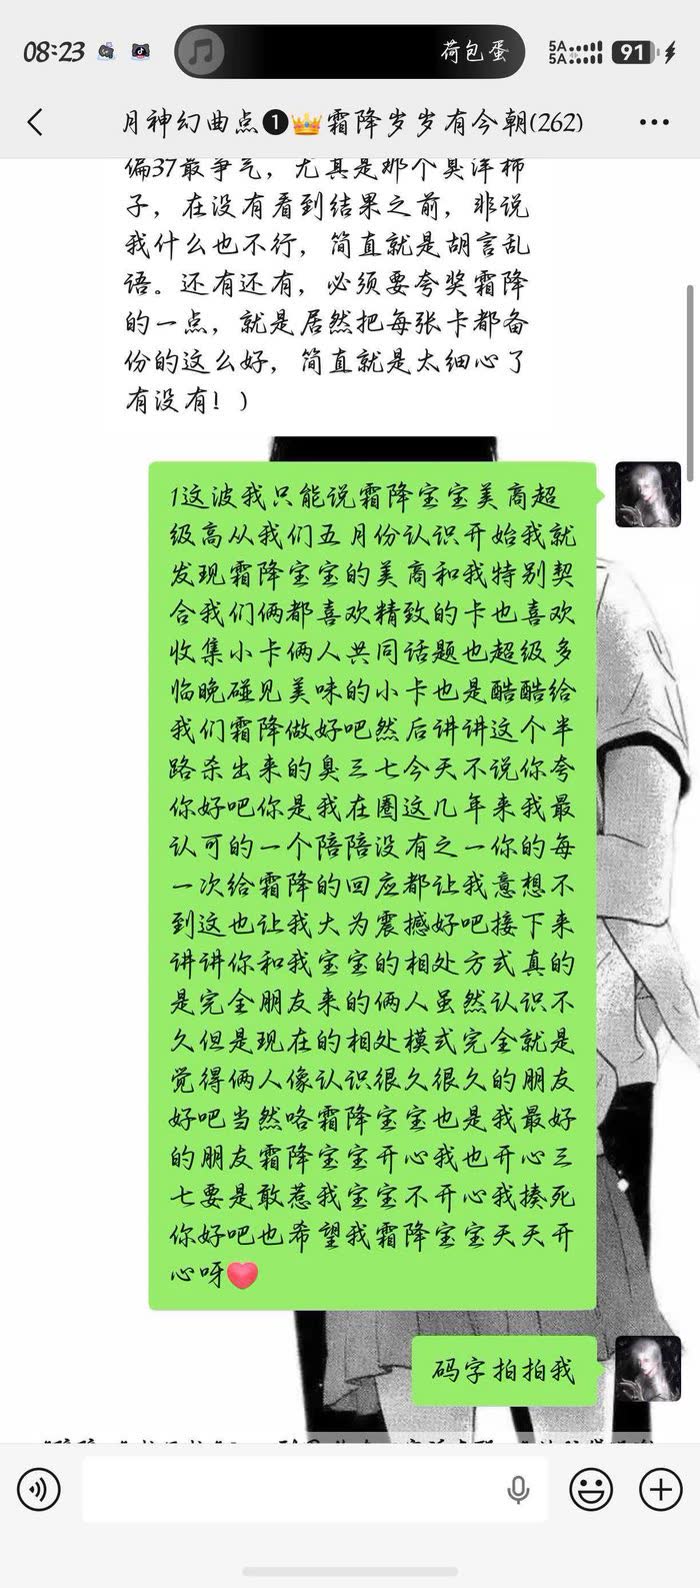 08:23
荷包蛋
5A
5A
91
月神幻曲点❶👑霜降岁岁有今朝(262)
偏37最争气，尤其是那个臭洋柿
子，在没有看到结果之前，非说
我什么也不行，简直就是胡言乱
语。还有还有，必须要夸奖霜降
的一点，就是居然把每张卡都备
份的这么好，简直就是太细心了
有没有！)
1这波我只能说霜降宝宝美商超
级高从我们五月份认识开始我就
发现霜降宝宝的美商和我特别契
合我们俩都喜欢精致的卡也喜欢
收集小卡俩人共同话题也超级多
临晚碰见美味的小卡也是酷酷给
我们霜降做好吧然后讲讲这个半
路杀出来的臭三七今天不说你夸
你好吧你是我在圈这几年来我最
认可的一个陪陪没有之一你的每
一次给霜降的回应都让我意想不
到这也让我大为震撼好吧接下来
讲讲你和我宝宝的相处方式真的
是完全朋友来的俩人虽然认识不
久但是现在的相处模式完全就是
觉得俩人像认识很久很久的朋友
好吧当然咯霜降宝宝也是我最好
的朋友霜降宝宝开心我也开心三
七要是敢惹我宝宝不开心我揍死
你好吧也希望我霜降宝宝天天开
心呀❤
码字拍拍我